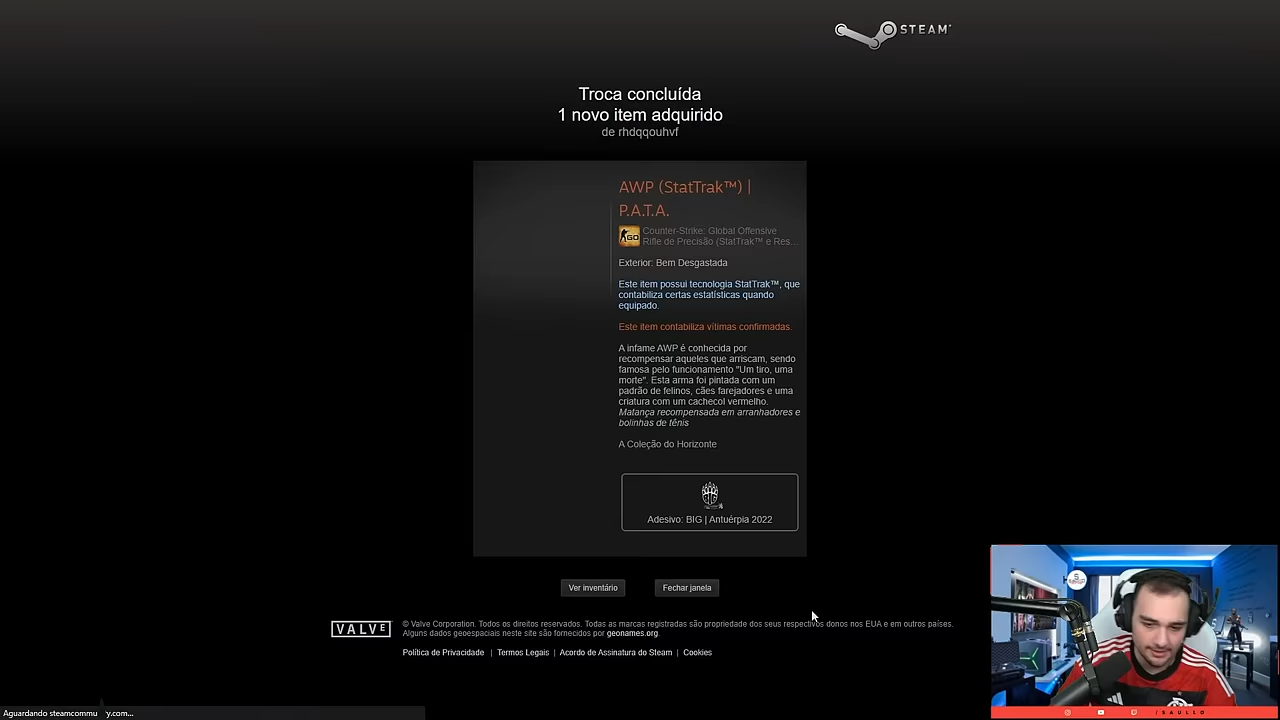 STEAM
Troca concluída
1 novo item adquirido
de rhdqqouhvf
AWP (StatTrak™) |
P.A.T.A.
Counter-Strike: Global Offensive
Rifle de Precisão (StatTrak™ e Res...
Exterior: Bem Desgastada
Este item possui tecnologia StatTrak™, que
contabiliza certas estatísticas quando
equipado.
Este item contabiliza vítimas confirmadas.
A infame AWP é conhecida por
recompensar aqueles que arriscam, sendo
famosa pelo funcionamento "Um tiro, uma
morte". Esta arma foi pintada com um
padrão de felinos, cães farejadores e uma
criatura com um cachecol vermelho.
Matança recompensada em arranhadores e
bolinhas de tênis
A Coleção do Horizonte
Adesivo: BIG | Antuérpia 2022
Ver inventário
Fechar janela
VALVE
© Valve Corporation. Todos os direitos reservados. Todas as marcas registradas são propriedade dos seus respectivos donos nos EUA e em outros países.
Alguns dados geoespaciais neste site são fornecidos por geonames.org.
Política de Privacidade | Termos Legais | Acordo de Assinatura do Steam | Cookies
Aguardando steamcommu y.com...
ISAULLO